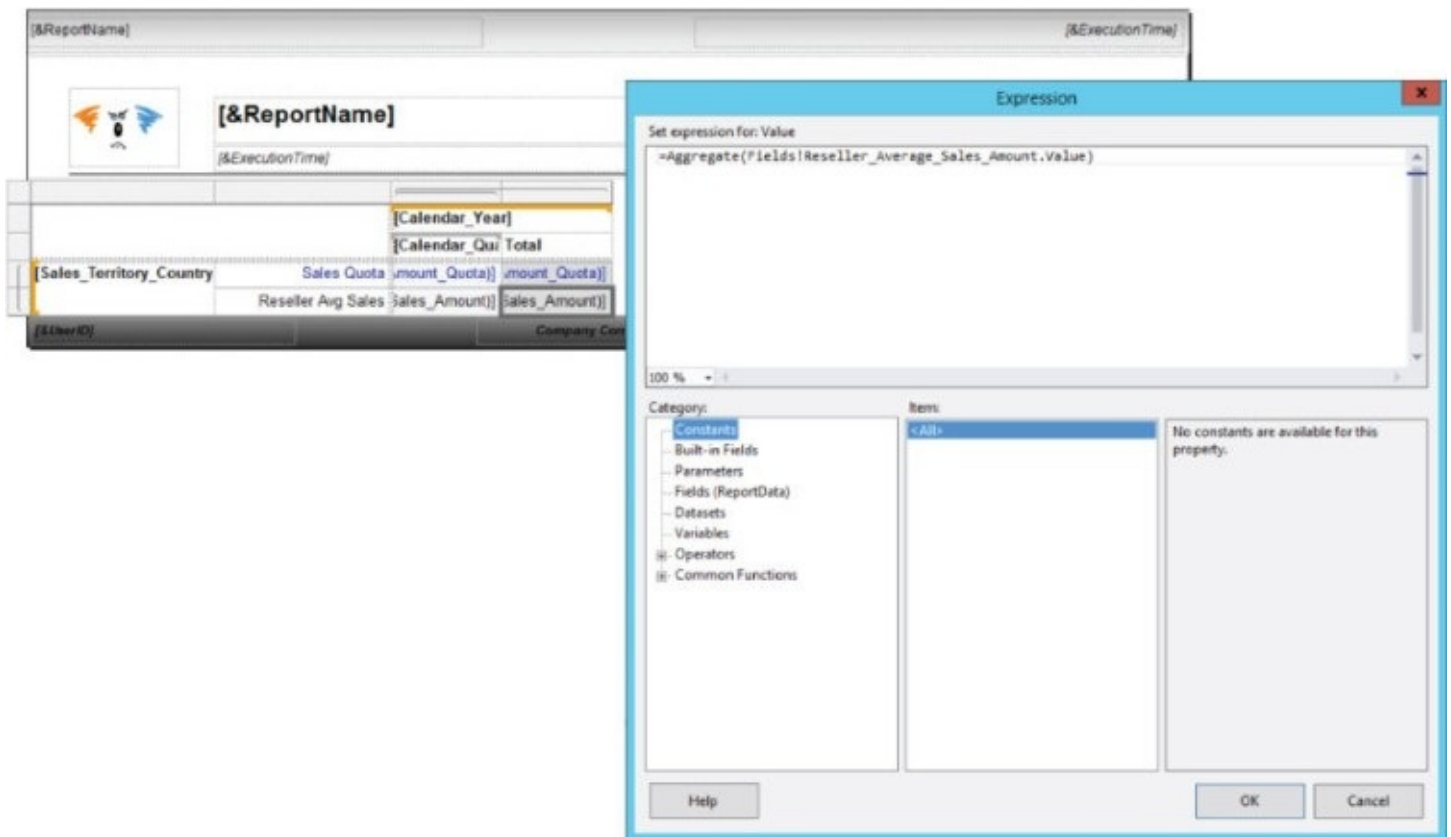 [&ReportName]
[&ExecutionTime]
[&ReportName]
[&ExecutionTime]
[Calendar_Year]
[Calendar_Qui Total
[Sales_Territory_Country Sales Quota mount_Quota)] mount_Quota)]
Reseller Avg Sales Sales_Amount)] Sales_Amount)]
[&UserID] Company Con
Expression
Set expression for: Value
=Aggregate(Fields!Reseller_Average_Sales_Amount.Value)
100 %
Category:
Constants
Built-in Fields
Parameters
Fields (ReportData)
Datasets
Variables
Operators
Common Functions
Item:
<All>
No constants are available for this
property.
Help
OK
Cancel